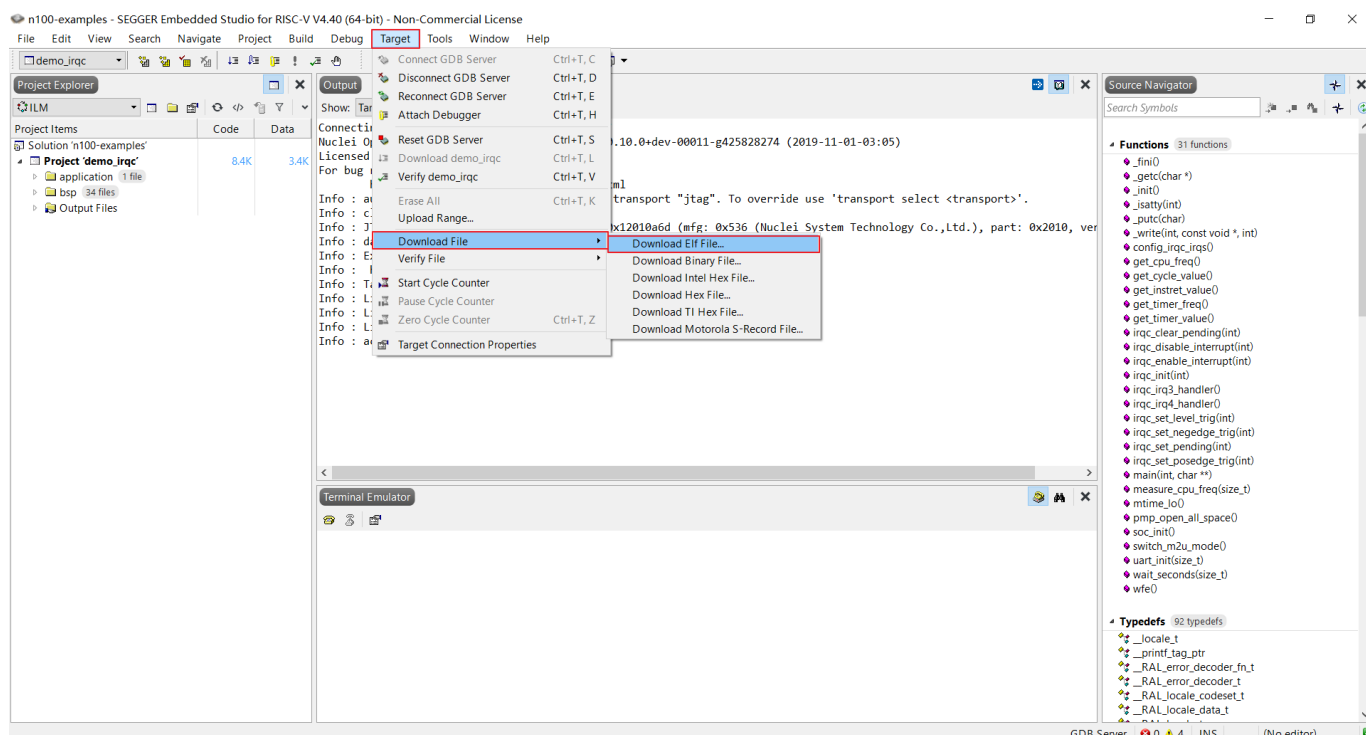 n100-examples - SEGGER Embedded Studio for RISC-V V4.40 (64-bit) - Non-Commercial License
File Edit View Search Navigate Project Build Debug Target Tools Window Help
demo_irqc
Project Explorer
ILM
Project Items Code Data
Solution 'n100-examples'
Project 'demo_irqc' 8.4K 3.4K
application 1 file
bsp 34 files
Output Files
Output
Show: Tar
Connecti
Nuclei O
.10.0+dev-00011-g425828274 (2019-11-01-03:05)
Licensed
For bug
ml
Info : au
transport "jtag". To override use 'transport select <transport>'.
Info : c
Info : J
x12010a6d (mfg: 0x536 (Nuclei System Technology Co.,Ltd.), part: 0x2010, ver
Info : da
Info : E
Info :
Info : Ta
Info : L
Info : L
Info : L
Info : a
Connect GDB Server Ctrl+T, C
Disconnect GDB Server Ctrl+T, D
Reconnect GDB Server Ctrl+T, E
Attach Debugger Ctrl+T, H
Reset GDB Server Ctrl+T, S
Download demo_irqc Ctrl+T, L
Verify demo_irqc Ctrl+T, V
Erase All Ctrl+T, K
Upload Range...
Download File
Verify File
Start Cycle Counter
Pause Cycle Counter
Zero Cycle Counter Ctrl+T, Z
Target Connection Properties
Download Elf File...
Download Binary File...
Download Intel Hex File...
Download Hex File...
Download TI Hex File...
Download Motorola S-Record File...
Terminal Emulator
Source Navigator
Search Symbols
Functions 31 functions
_fini()
_getc(char *)
_init()
_isatty(int)
_putc(char)
_write(int, const void *, int)
config_irqc_irqs()
get_cpu_freq()
get_cycle_value()
get_instret_value()
get_timer_freq()
get_timer_value()
irqc_clear_pending(int)
irqc_disable_interrupt(int)
irqc_enable_interrupt(int)
irqc_init(int)
irqc_irq3_handler()
irqc_irq4_handler()
irqc_set_level_trig(int)
irqc_set_negedge_trig(int)
irqc_set_pending(int)
irqc_set_posedge_trig(int)
main(int, char **)
measure_cpu_freq(size_t)
mtime_lo()
pmp_open_all_space()
soc_init()
switch_m2u_mode()
uart_init(size_t)
wait_seconds(size_t)
wfe()
Typedefs 92 typedefs
__locale_t
__printf_tag_ptr
__RAL_error_decoder_fn_t
__RAL_error_decoder_t
__RAL_locale_codeset_t
__RAL_locale_data_t
GDB Server 0 4 INS (No editor)